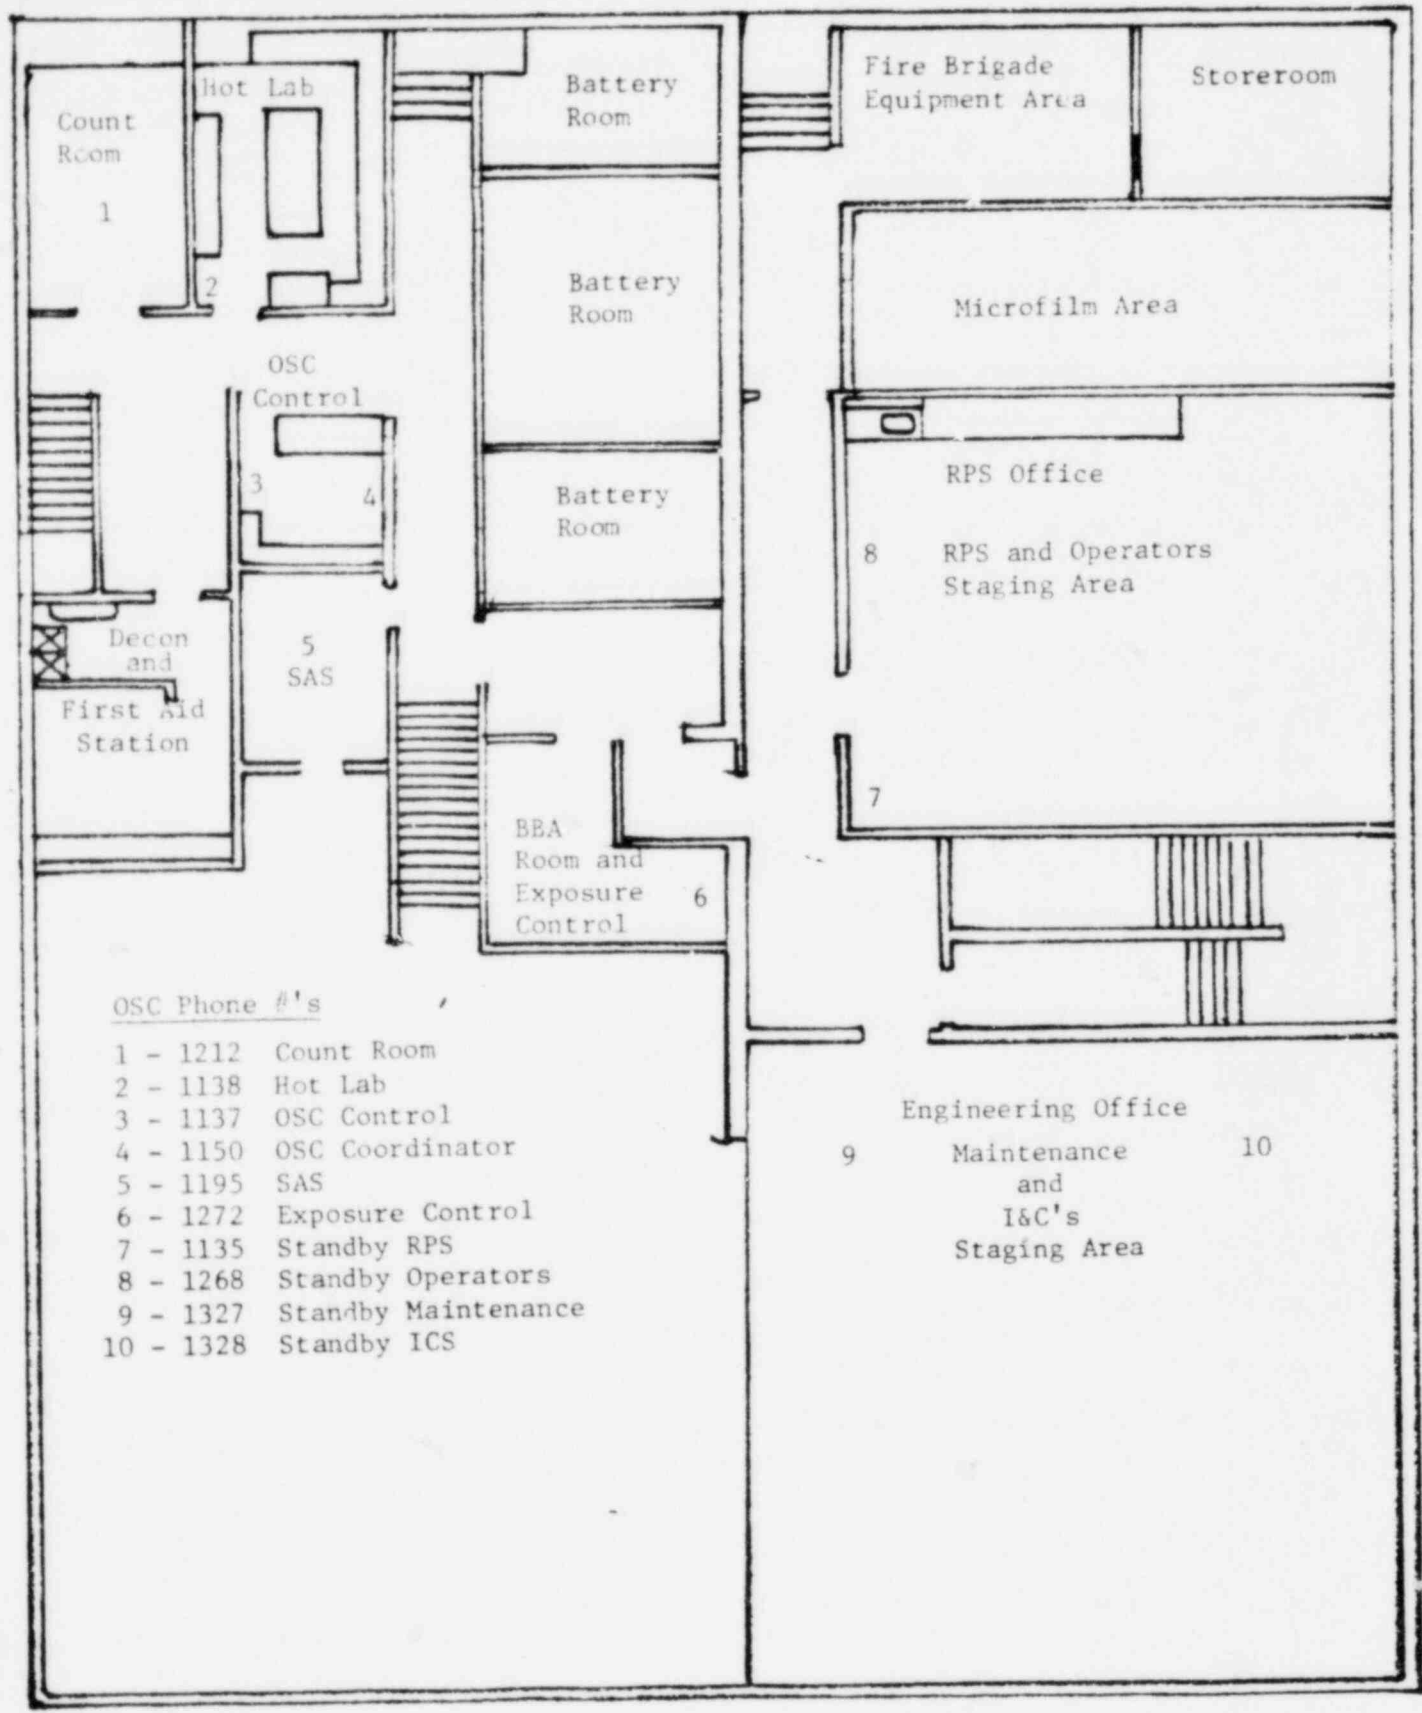 Hot Lab
Count
Room
1
2
Battery
Room
Fire Brigade
Equipment Area
Storeroom
Battery
Room
Microfilm Area
OSC
Control
3
4
Battery
Room
RPS Office
8 RPS and Operators
Staging Area
Decon
and
First Aid
Station
5
SAS
7
BBA
Room and
Exposure
Control
6
OSC Phone #'s
1 - 1212 Count Room
2 - 1138 Hot Lab
3 - 1137 OSC Control
4 - 1150 OSC Coordinator
5 - 1195 SAS
6 - 1272 Exposure Control
7 - 1135 Standby RPS
8 - 1268 Standby Operators
9 - 1327 Standby Maintenance
10 - 1328 Standby ICS
Engineering Office
9 Maintenance 10
and
I&C's
Staging Area